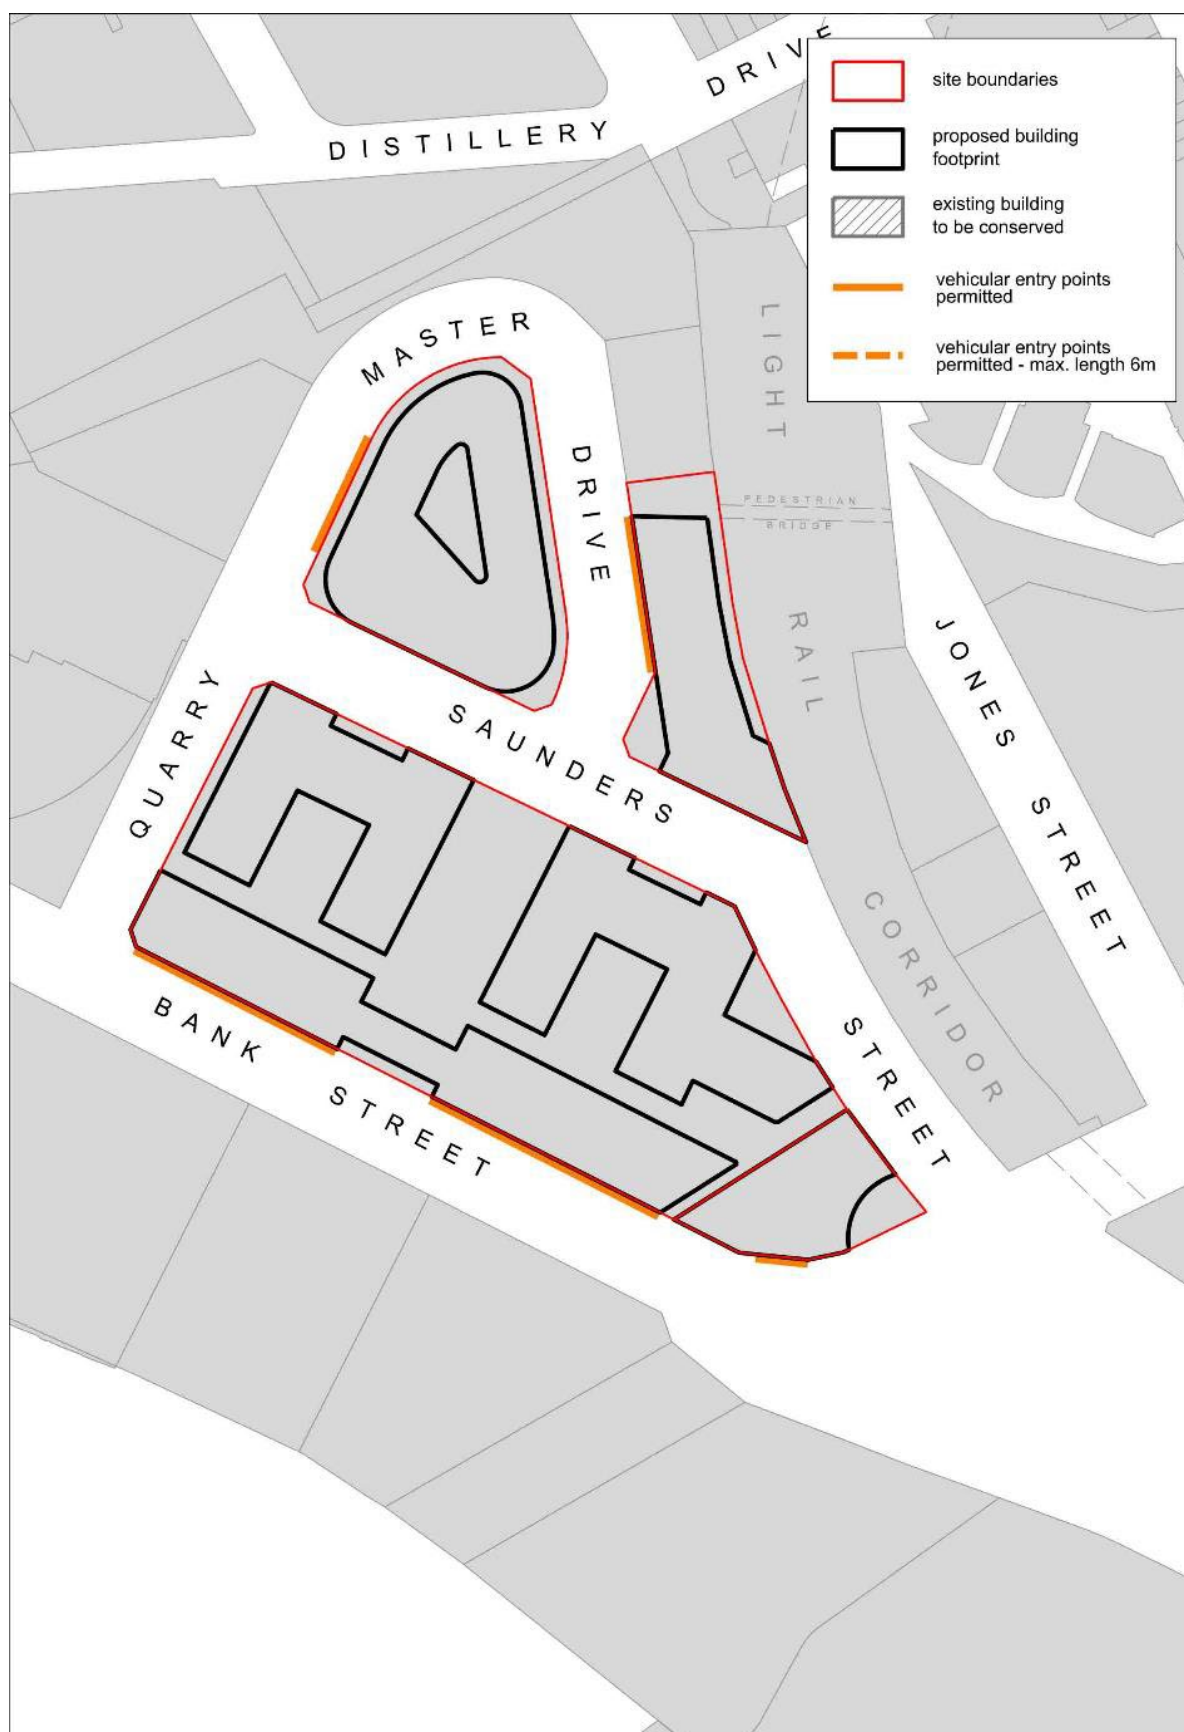 DISTILLERY DRIVE
site boundaries
proposed building
footprint
existing building
to be conserved
vehicular entry points
permitted
vehicular entry points
permitted - max. length 6m
QUARRY MASTER DRIVE
LIGHT RAIL CORRIDOR
PEDESTRIAN
BRIDGE
JONES STREET
SAUNDERS STREET
BANK STREET